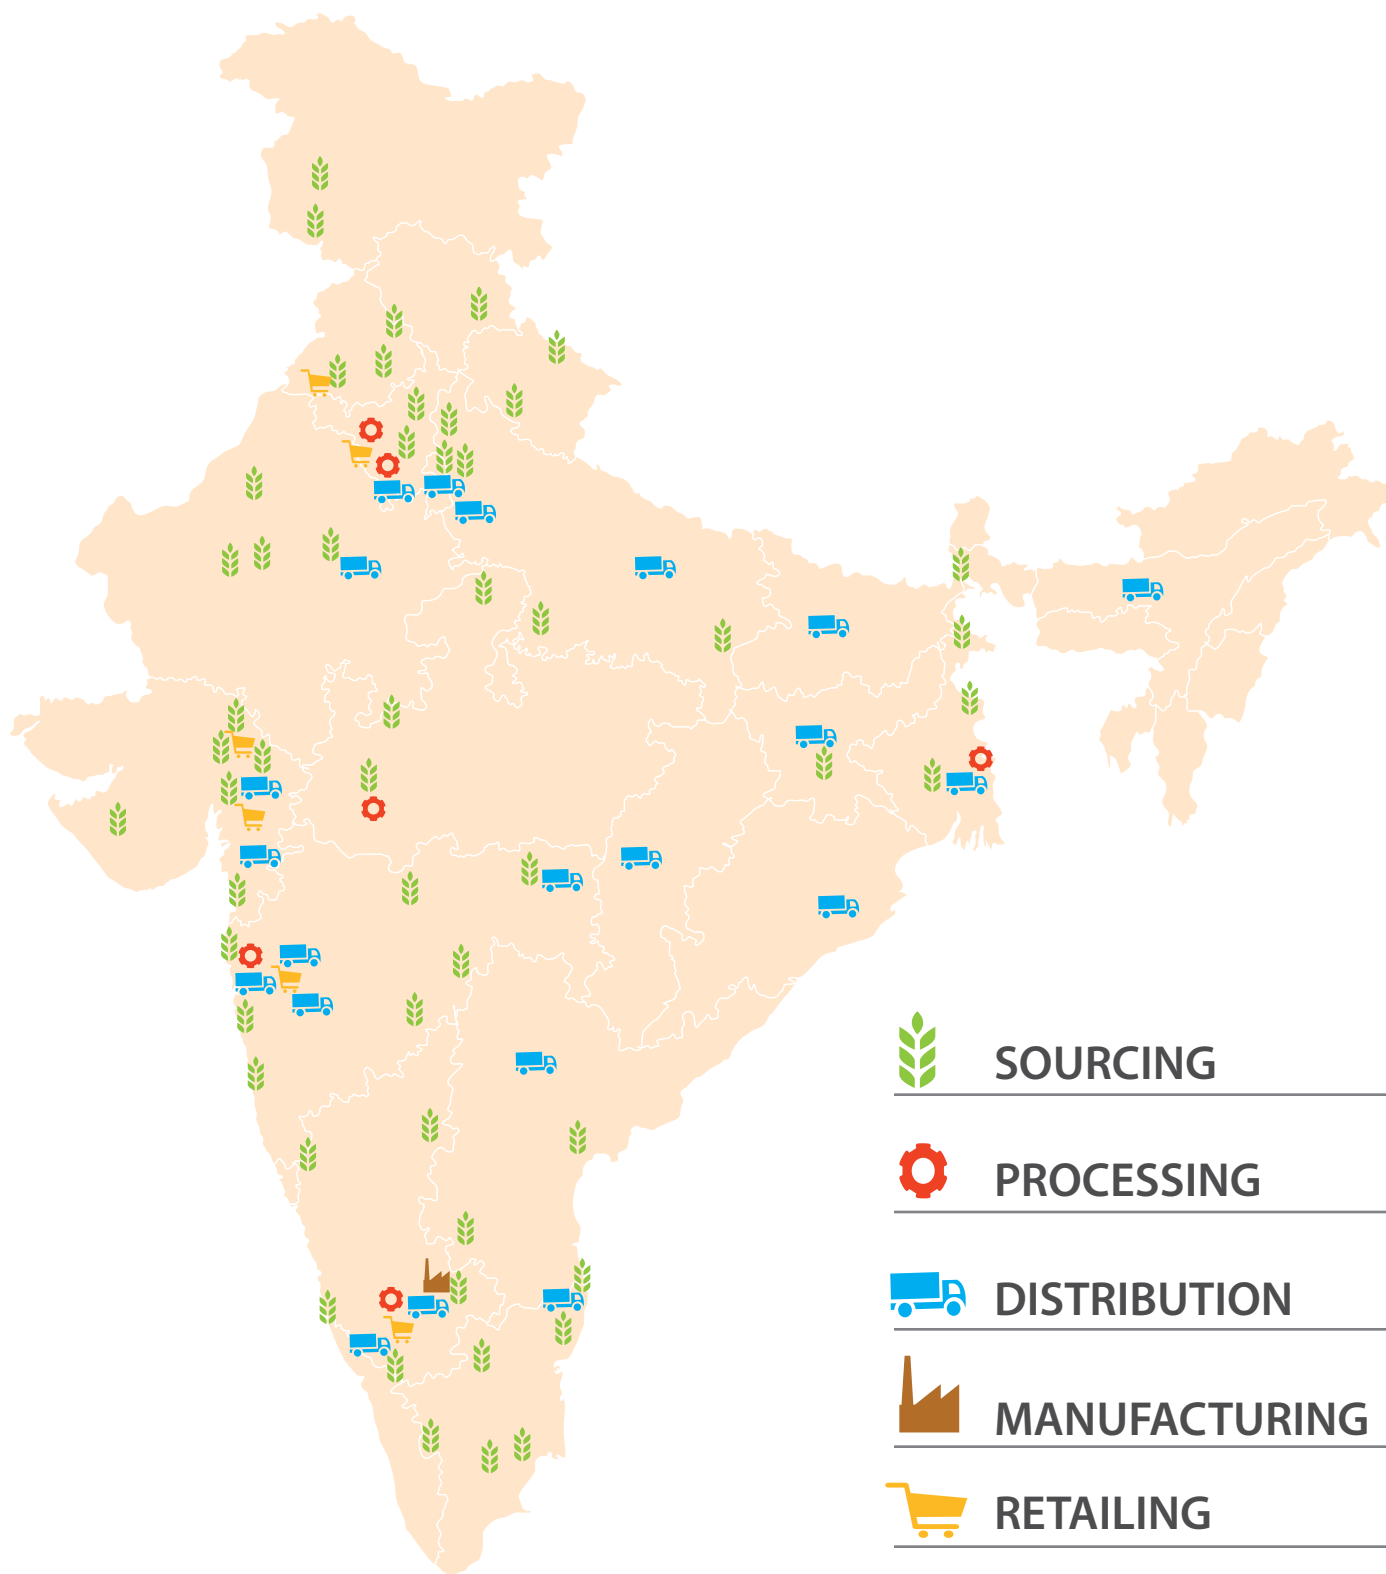 SOURCING
PROCESSING
DISTRIBUTION
MANUFACTURING
RETAILING